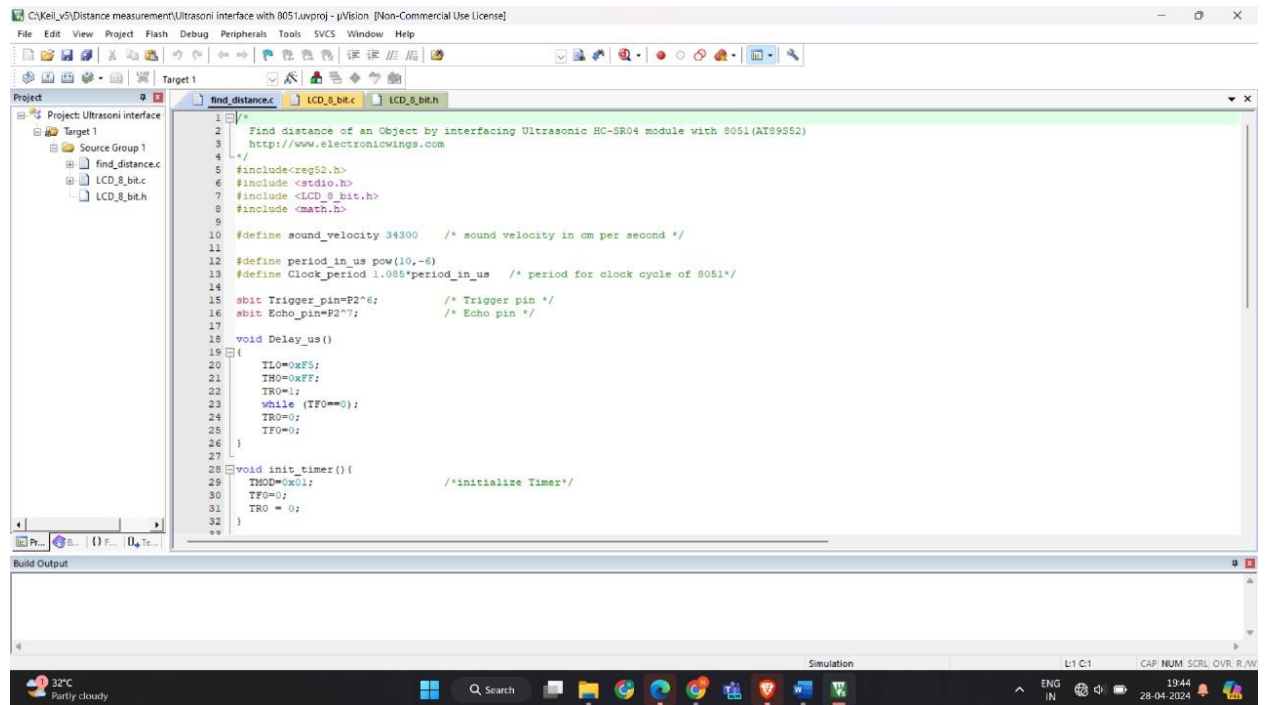 C:\Keil_v5\Distance measurement\Ultrasoni interface with 8051.uvproj - µVision [Non-Commercial Use License]
File Edit View Project Flash Debug Peripherals Tools SVCS Window Help
Target 1
Project
find_distance.c LCD_8_bit.c LCD_8_bit.h
Project: Ultrasoni interface
Target 1
Source Group 1
find_distance.c
LCD_8_bit.c
LCD_8_bit.h
1 /*
2 Find distance of an Object by interfacing Ultrasonic HC-SR04 module with 8051(AT89S52)
3 http://www.electronicwings.com
4 */
5 #include<reg52.h>
6 #include <stdio.h>
7 #include <LCD_8_bit.h>
8 #include <math.h>
9
10 #define sound_velocity 34300 /* sound velocity in cm per second */
11
12 #define period_in_us pow(10,-6)
13 #define Clock_period 1.085*period_in_us /* period for clock cycle of 8051*/
14
15 sbit Trigger_pin=P2^6; /* Trigger pin */
16 sbit Echo_pin=P2^7; /* Echo pin */
17
18 void Delay_us()
19 {
20 TL0=0xF5;
21 TH0=0xFF;
22 TR0=1;
23 while (TF0==0);
24 TR0=0;
25 TF0=0;
26 }
27
28 void init_timer(){
29 TMOD=0x01; /*initialize Timer*/
30 TF0=0;
31 TR0 = 0;
32 }
33
Pr... B... {} F... 0 Te...
Build Output
Simulation L:1 C:1 CAP NUM SCRL OVR R/W
32°C
Partly cloudy
Search
ENG
IN
19:44
28-04-2024